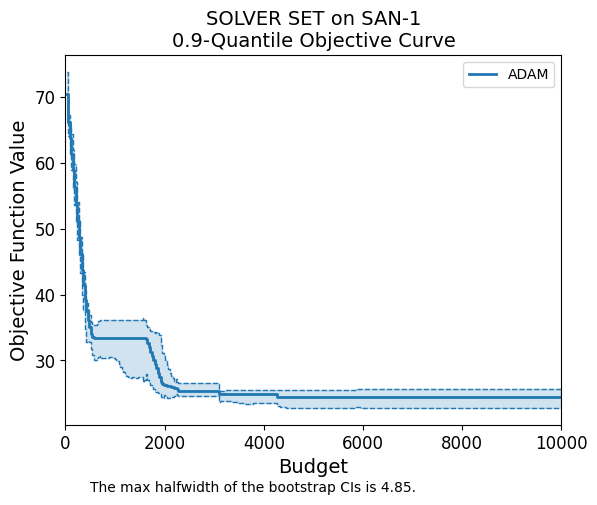 SOLVER SET on SAN-1
0.9-Quantile Objective Curve
ADAM
Objective Function Value
70
60
50
40
30
0 2000 4000 6000 8000 10000
Budget
The max halfwidth of the bootstrap CIs is 4.85.